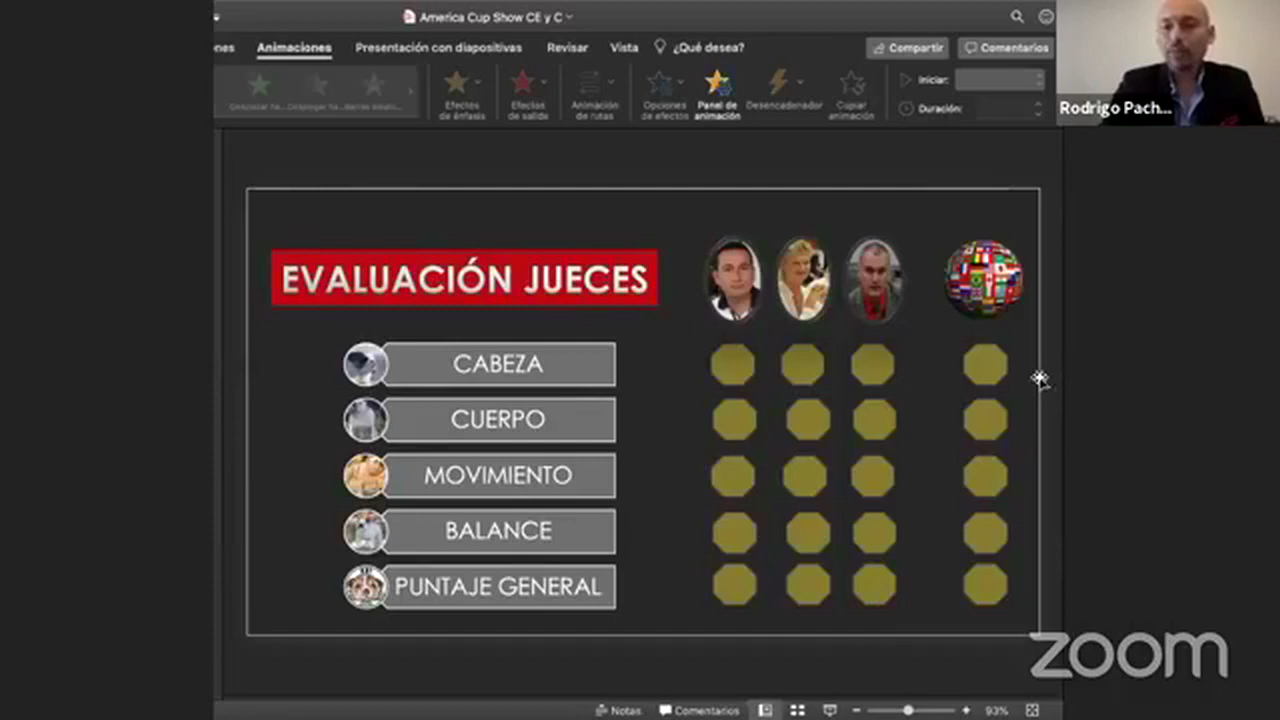 America Cup Show CE y C
nes
Animaciones
Presentación con diapositivas
Revisar
Vista
¿Qué desea?
Compartir
Comentarios
Efectos
de énfasis
Efectos
de salida
Animación
de rutas
Opciones
de efectos
Panel de
animación
Desencadenador
Copiar
animación
Iniciar:
Duración:
Rodrigo Pach...
EVALUACIÓN JUECES
CABEZA
CUERPO
MOVIMIENTO
BALANCE
PUNTAJE GENERAL
zoom
Notas
Comentarios
93%